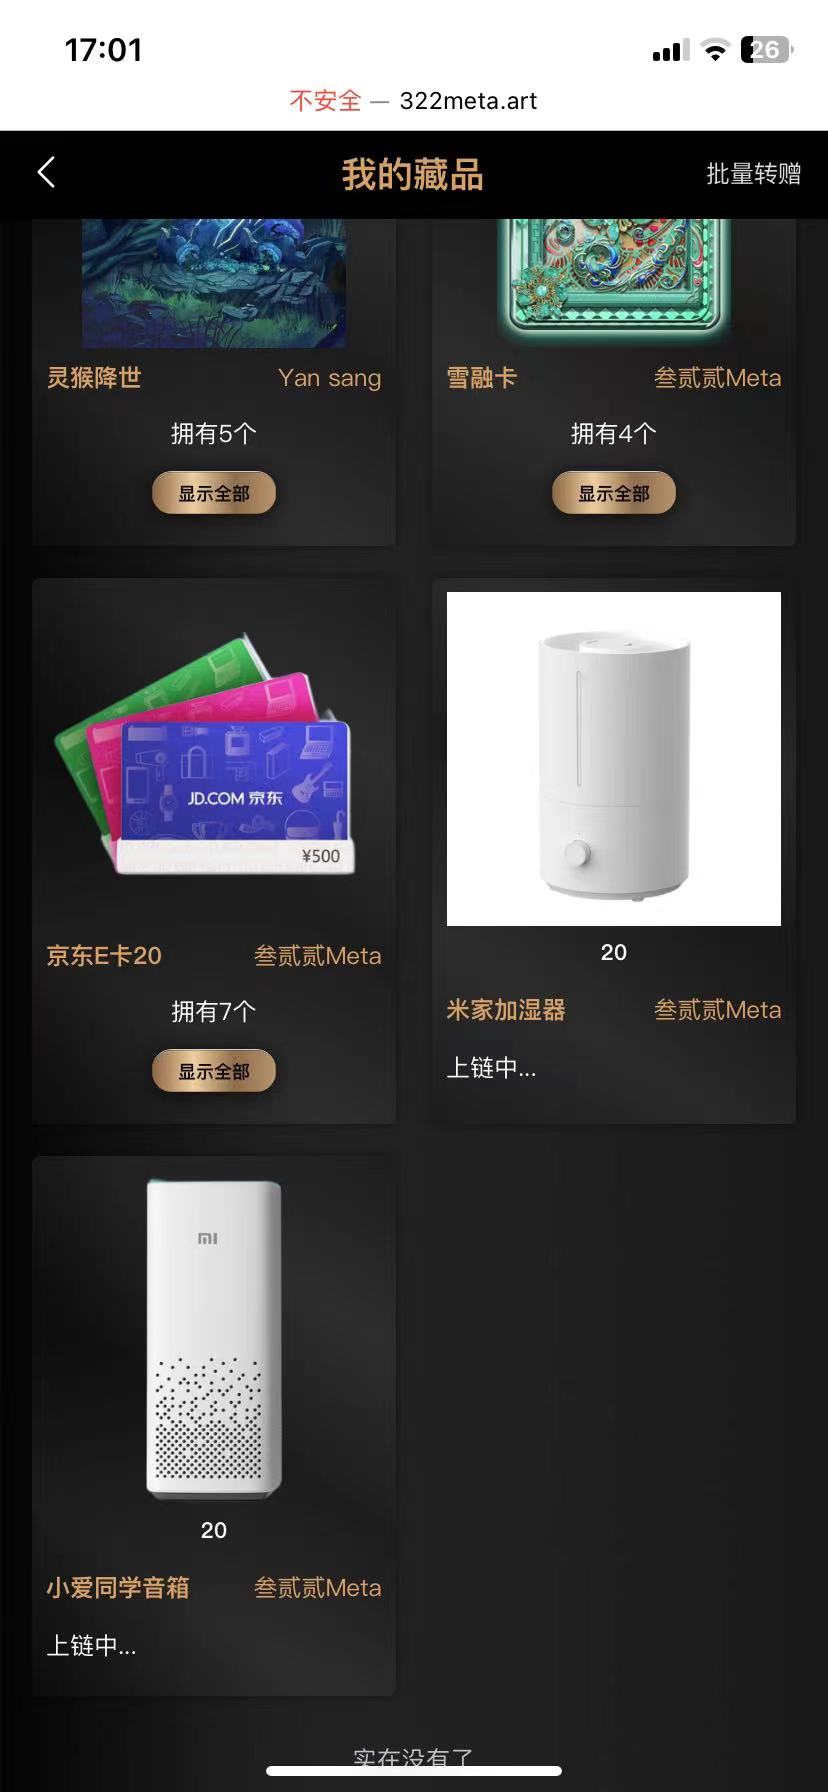 17:01
26
不安全 — 322meta.art
我的藏品
批量转赠
灵猴降世 Yan sang
拥有5个
显示全部
雪融卡 叁贰贰Meta
拥有4个
显示全部
JD.COM 京东
¥500
京东E卡20 叁贰贰Meta
拥有7个
显示全部
20
米家加湿器 叁贰贰Meta
上链中...
mi
20
小爱同学音箱 叁贰贰Meta
上链中...
实在没有了